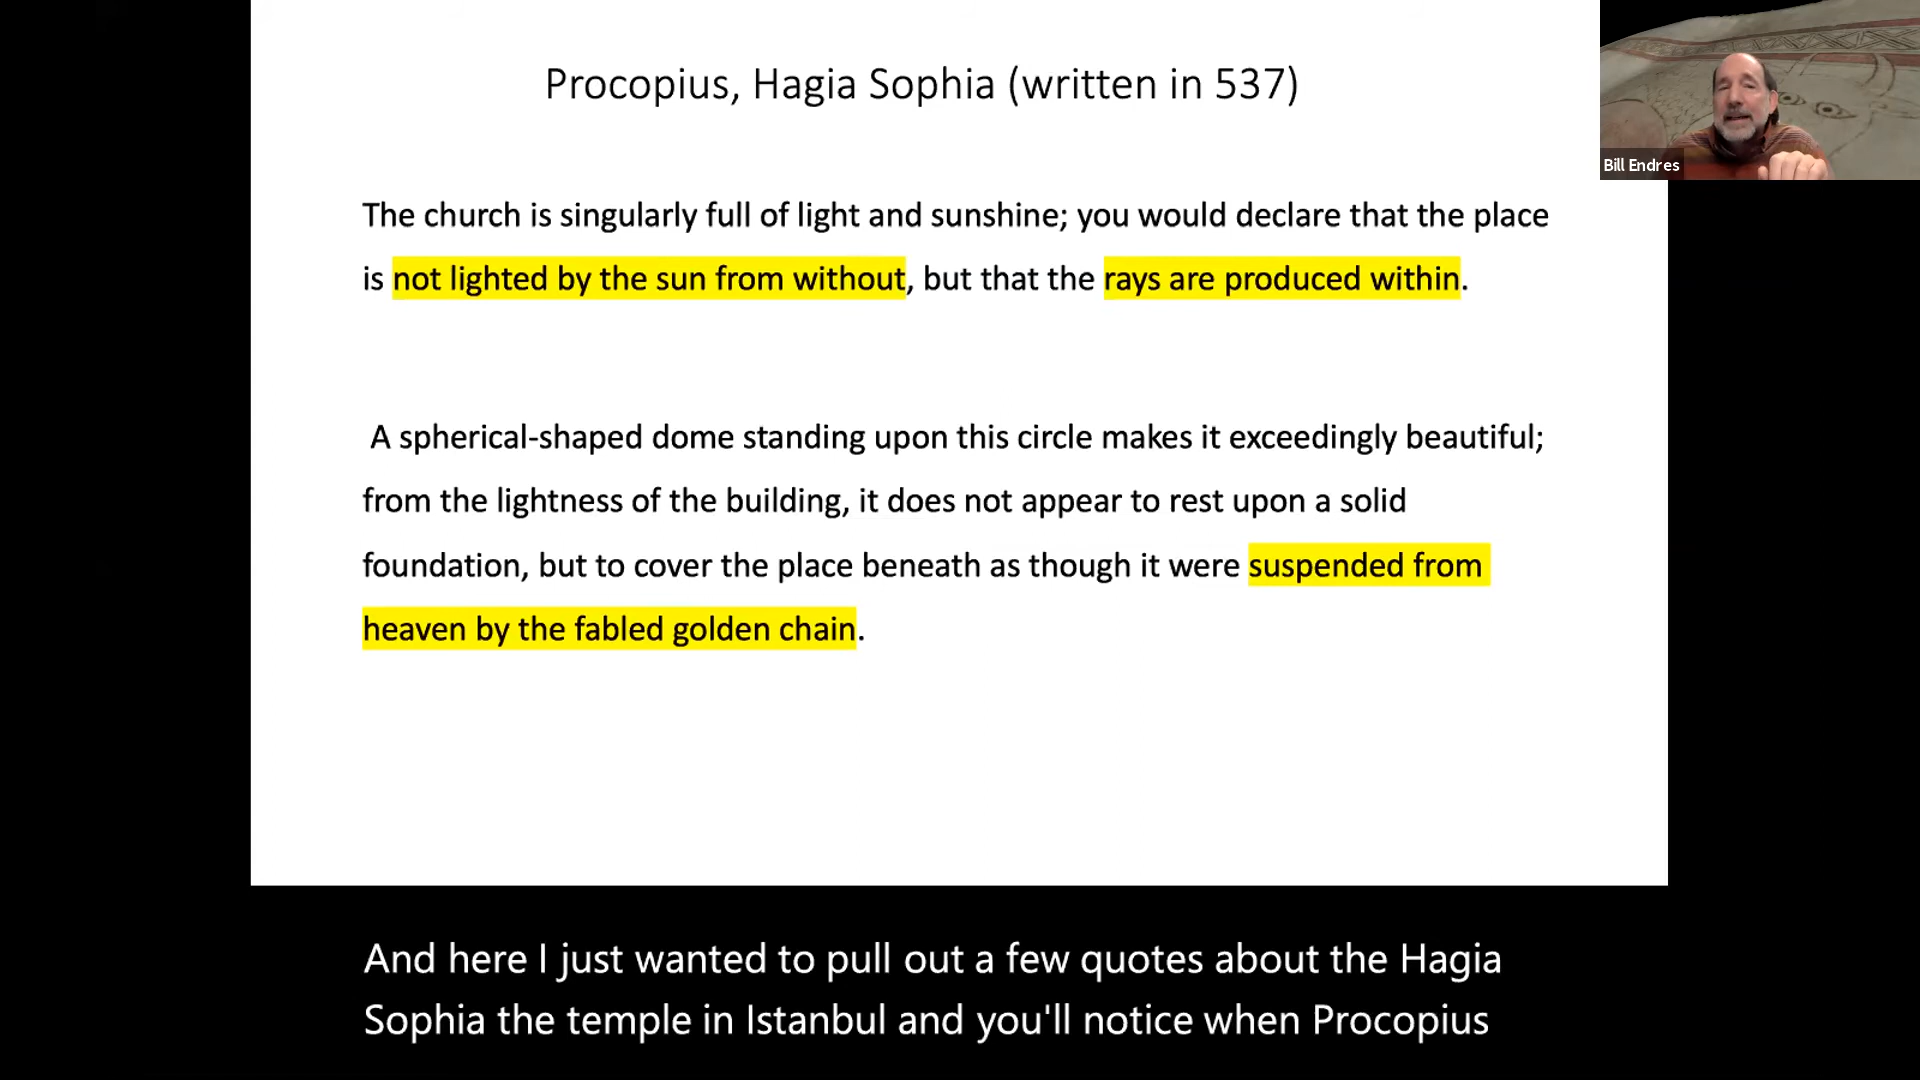 Procopius, Hagia Sophia (written in 537)
Bill Endres
The church is singularly full of light and sunshine; you would declare that the place
is not lighted by the sun from without, but that the rays are produced within.
A spherical-shaped dome standing upon this circle makes it exceedingly beautiful;
from the lightness of the building, it does not appear to rest upon a solid
foundation, but to cover the place beneath as though it were suspended from
heaven by the fabled golden chain.
And here I just wanted to pull out a few quotes about the Hagia
Sophia the temple in Istanbul and you'll notice when Procopius